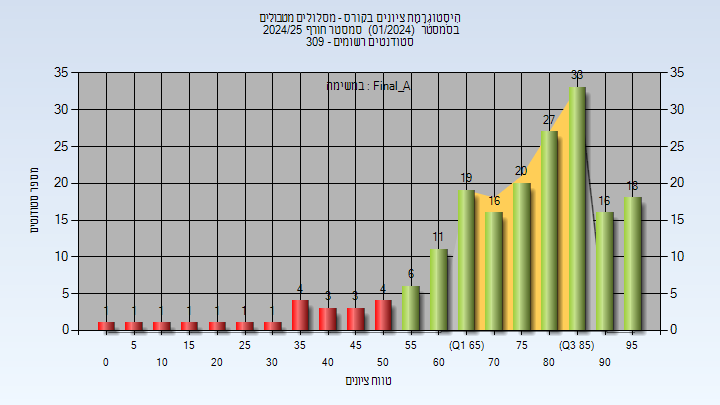 היסטוגרמת ציונים בקורס - מסלולים מטבולים
בסמסטר (01/2024) סמסטר חורף 2024/25
סטודנטים רשומים - 309
במשימה : Final_A
מספר סטודנטים
35 35
30 30
25 25
20 20
15 15
10 10
5 5
0 0
1 1 1 1 1 1 1 4 3 3 4 6 11 19 16 20 27 33 16 18
5 15 25 35 45 55 (Q1 65) 75 (Q3 85) 95
0 10 20 30 40 50 60 70 80 90
טווח ציונים